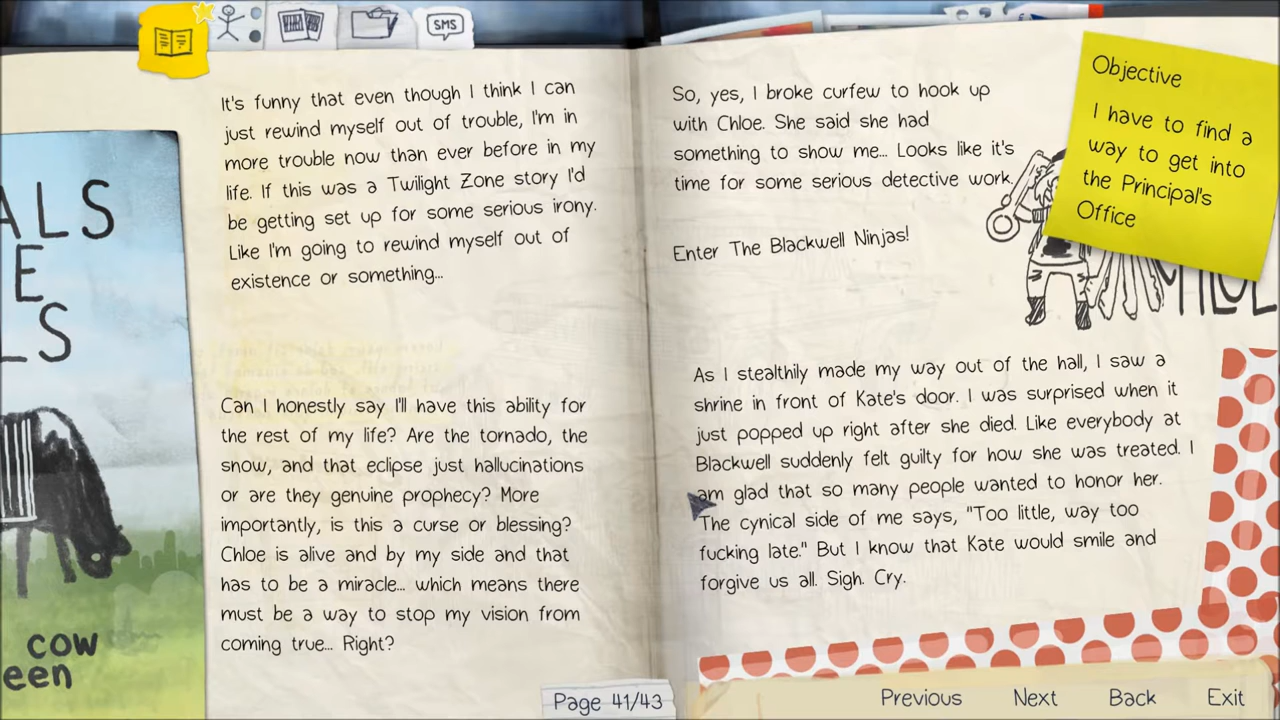 SMS
ALS
E
LS
cow
een
It's funny that even though I think I can
just rewind myself out of trouble, I'm in
more trouble now than ever before in my
life. If this was a Twilight Zone story I'd
be getting set up for some serious irony.
Like I'm going to rewind myself out of
existence or something...
Can I honestly say I'll have this ability for
the rest of my life? Are the tornado, the
snow, and that eclipse just hallucinations
or are they genuine prophecy? More
importantly, is this a curse or blessing?
Chloe is alive and by my side and that
has to be a miracle... which means there
must be a way to stop my vision from
coming true... Right?
So, yes, I broke curfew to hook up
with Chloe. She said she had
something to show me... Looks like it's
time for some serious detective work.
Enter The Blackwell Ninjas!
As I stealthily made my way out of the hall, I saw a
shrine in front of Kate's door. I was surprised when it
just popped up right after she died. Like everybody at
Blackwell suddenly felt guilty for how she was treated. I
am glad that so many people wanted to honor her.
The cynical side of me says, "Too little, way too
fucking late." But I know that Kate would smile and
forgive us all. Sigh. Cry.
Objective
I have to find a
way to get into
the Principal's
Office
Page 41/43
Previous Next Back Exit